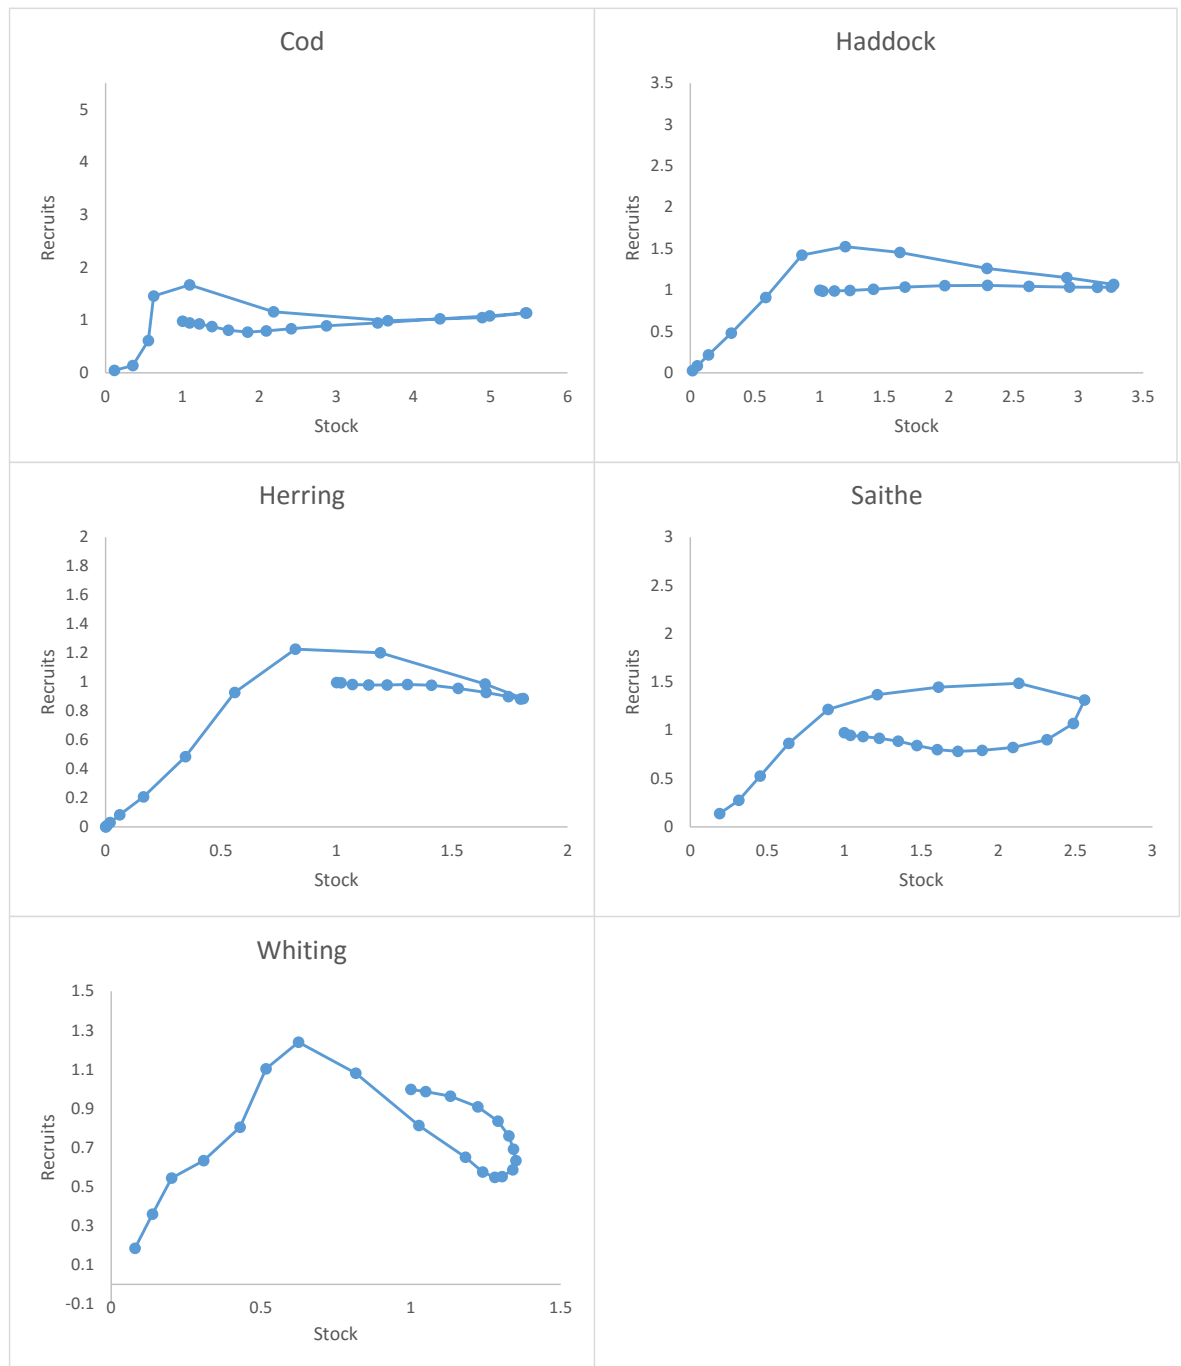 Cod
5
4
3
2
1
0
0 1 2 3 4 5 6
Recruits
Stock
Haddock
3.5
3
2.5
2
1.5
1
0.5
0
0 0.5 1 1.5 2 2.5 3 3.5
Recruits
Stock
Herring
2
1.8
1.6
1.4
1.2
1
0.8
0.6
0.4
0.2
0
0 0.5 1 1.5 2
Recruits
Stock
Saithe
3
2.5
2
1.5
1
0.5
0
0 0.5 1 1.5 2 2.5 3
Recruits
Stock
Whiting
1.5
1.3
1.1
0.9
0.7
0.5
0.3
0.1
-0.1
0 0.5 1 1.5
Recruits
Stock